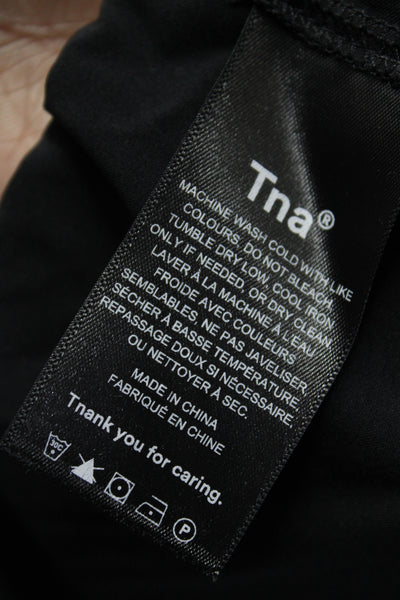 Tna®
MACHINE WASH COLD WITH LIKE
COLOURS. DO NOT BLEACH.
TUMBLE DRY LOW, COOL IRON
ONLY IF NEEDED, OR DRY CLEAN.
LAVER À LA MACHINE À L'EAU
FROIDE AVEC COULEURS
SEMBLABLES. NE PAS JAVELISER.
SÉCHER À BASSE TEMPÉRATURE.
REPASSAGE DOUX SI NÉCESSAIRE,
OU NETTOYER À SEC.
MADE IN CHINA
FABRIQUÉ EN CHINE
Tnank you for caring.
30C P